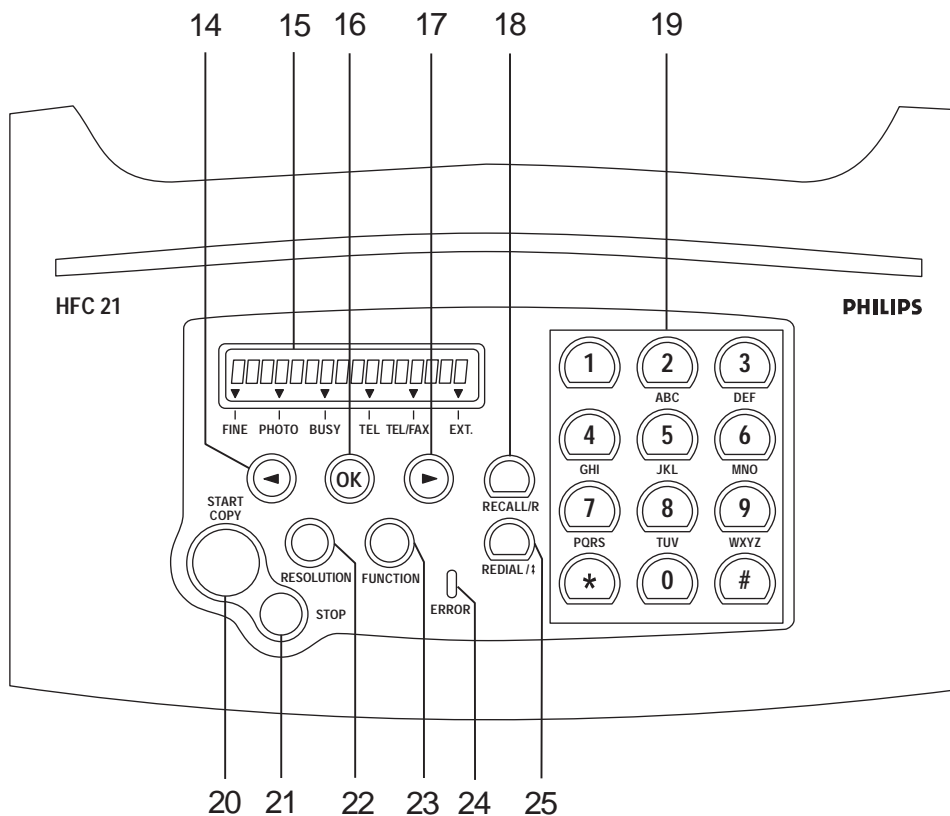 14 15 16 17 18 19
HFC 21 PHILIPS
FINE PHOTO BUSY TEL TEL/FAX EXT.
1 2 3
ABC DEF
4 5 6
GHI JKL MNO
7 8 9
PQRS TUV WXYZ
* 0 #
OK
RECALL/R
START
COPY
RESOLUTION FUNCTION
REDIAL /
ERROR
STOP
20 21 22 23 24 25